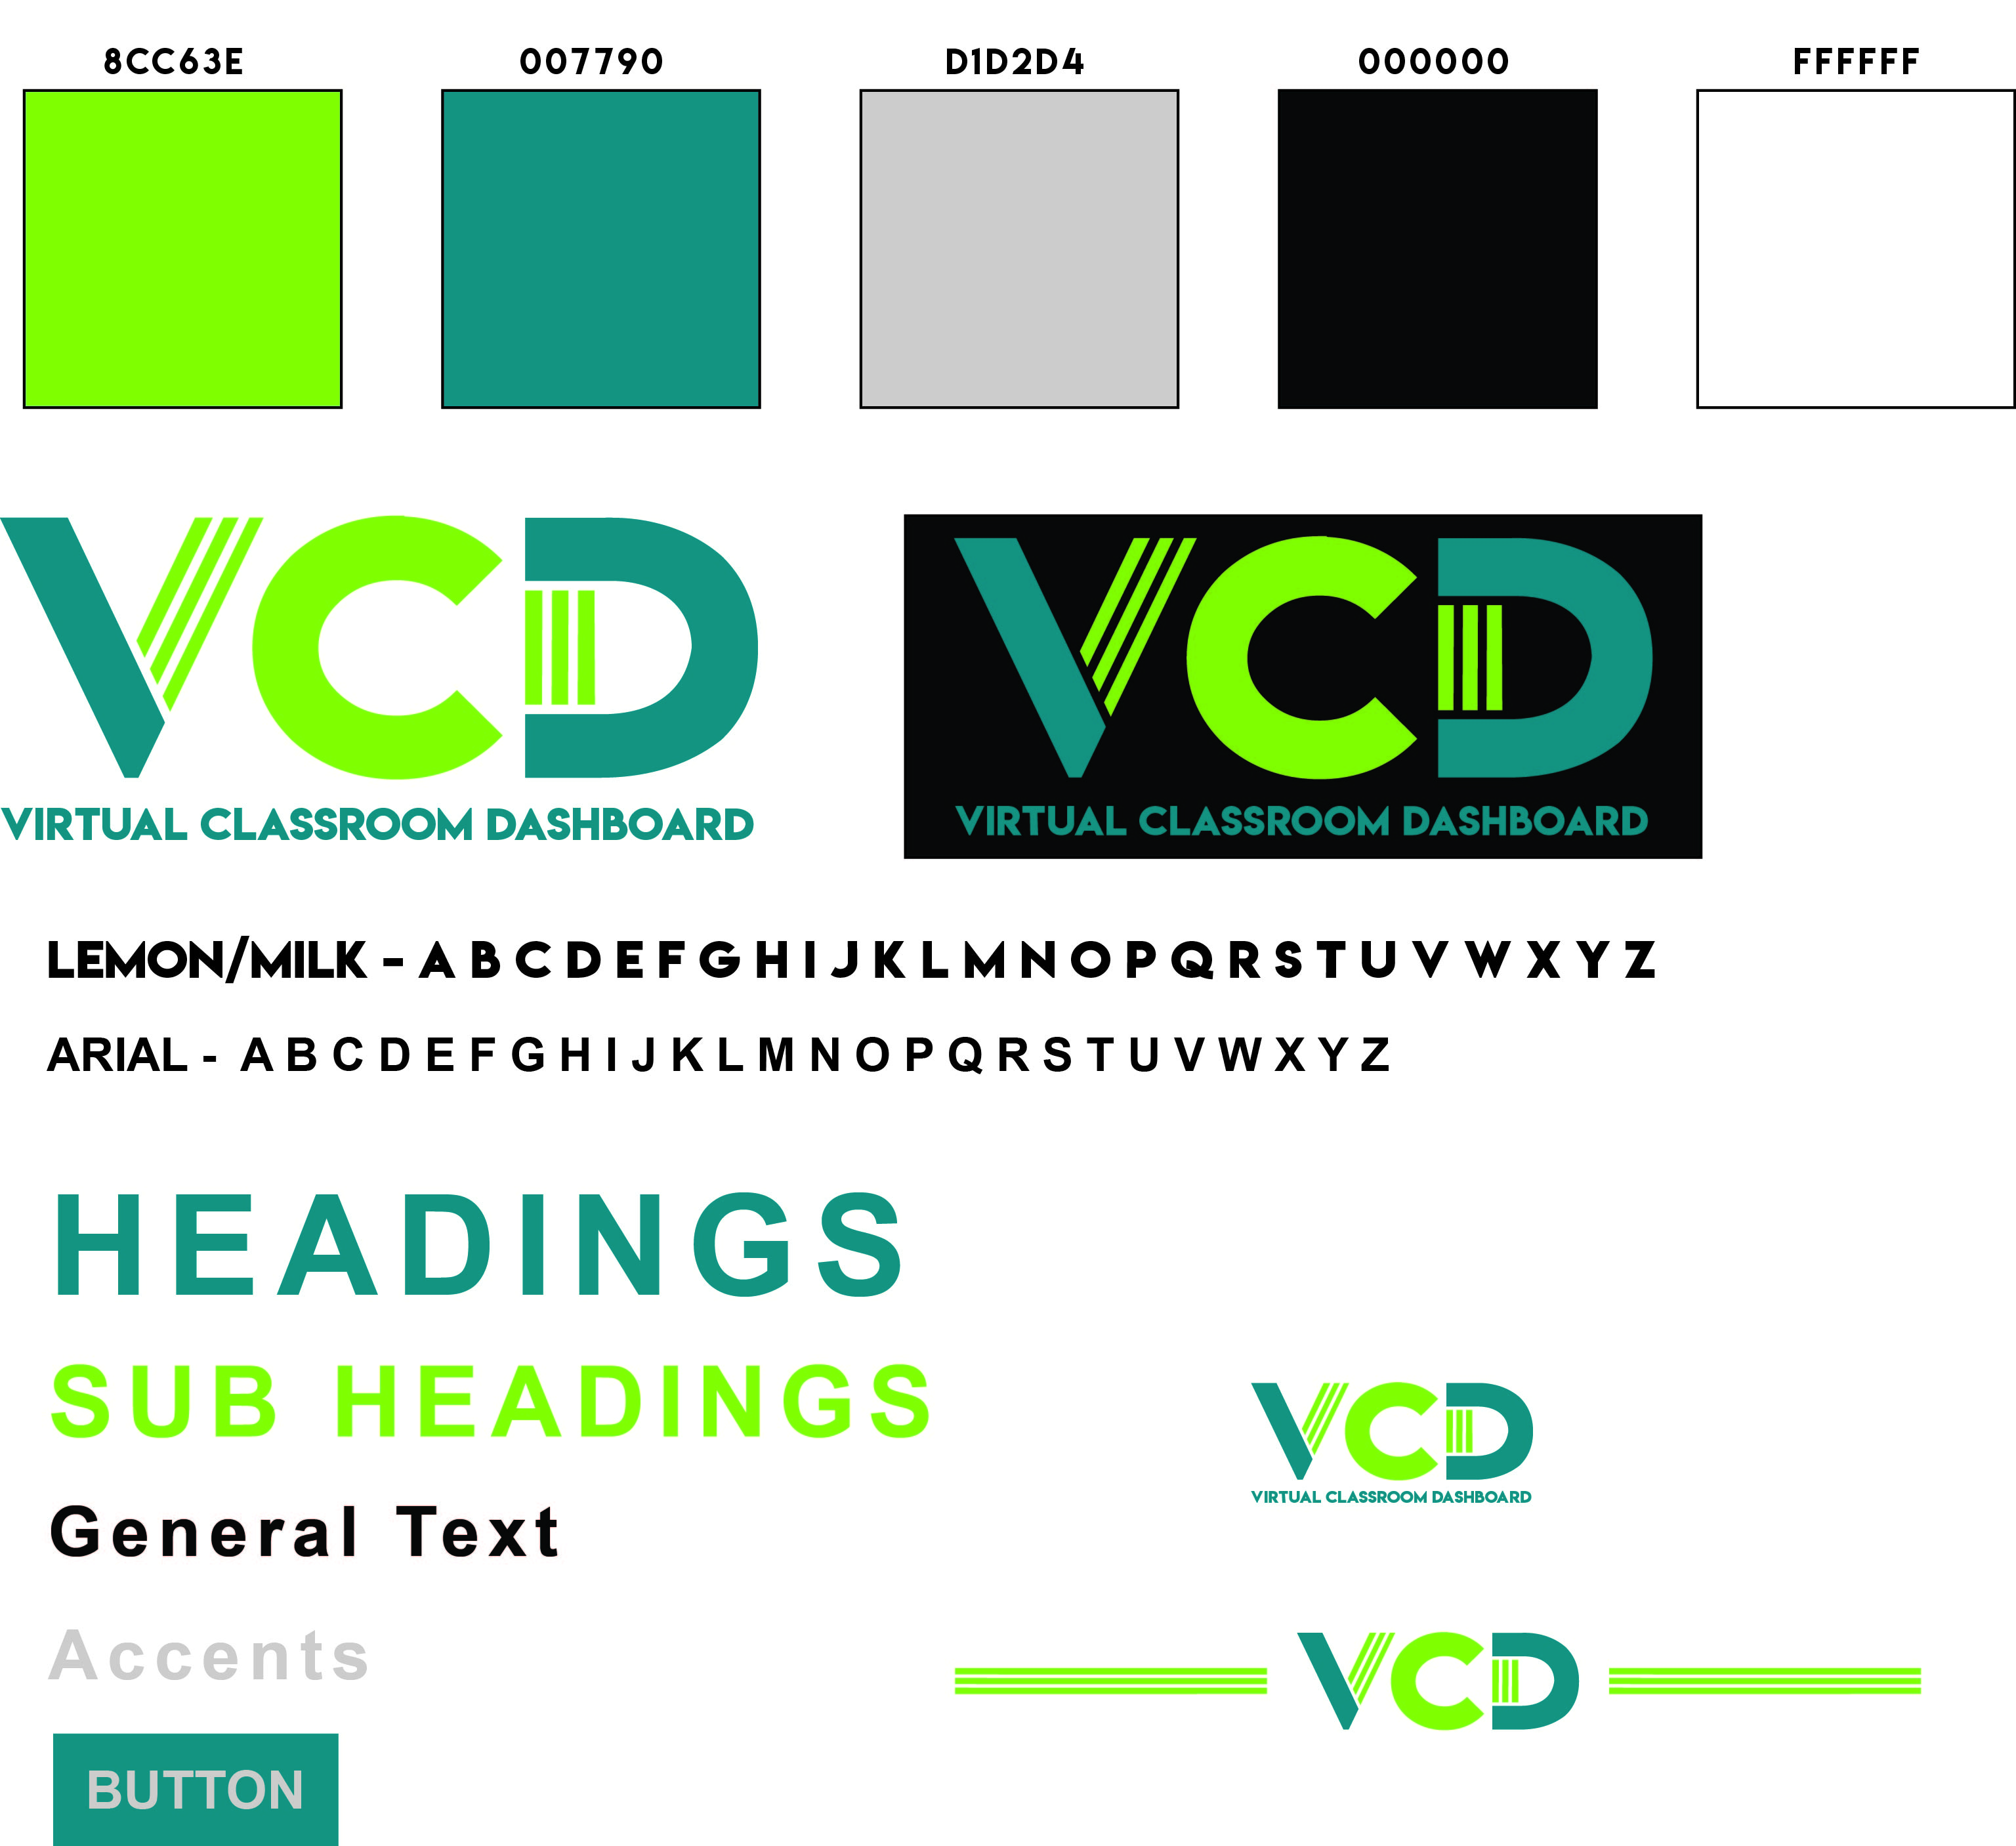 8CC63E 007790 D1D2D4 000000 FFFFFF
VCD VCD
VIRTUAL CLASSROOM DASHBOARD VIRTUAL CLASSROOM DASHBOARD
LEMON/MILK - A B C D E F G H I J K L M N O P Q R S T U V W X Y Z
ARIAL - A B C D E F G H I J K L M N O P Q R S T U V W X Y Z
HEADINGS
SUB HEADINGS
VCD
VIRTUAL CLASSROOM DASHBOARD
General Text
Accents
VCD
BUTTON